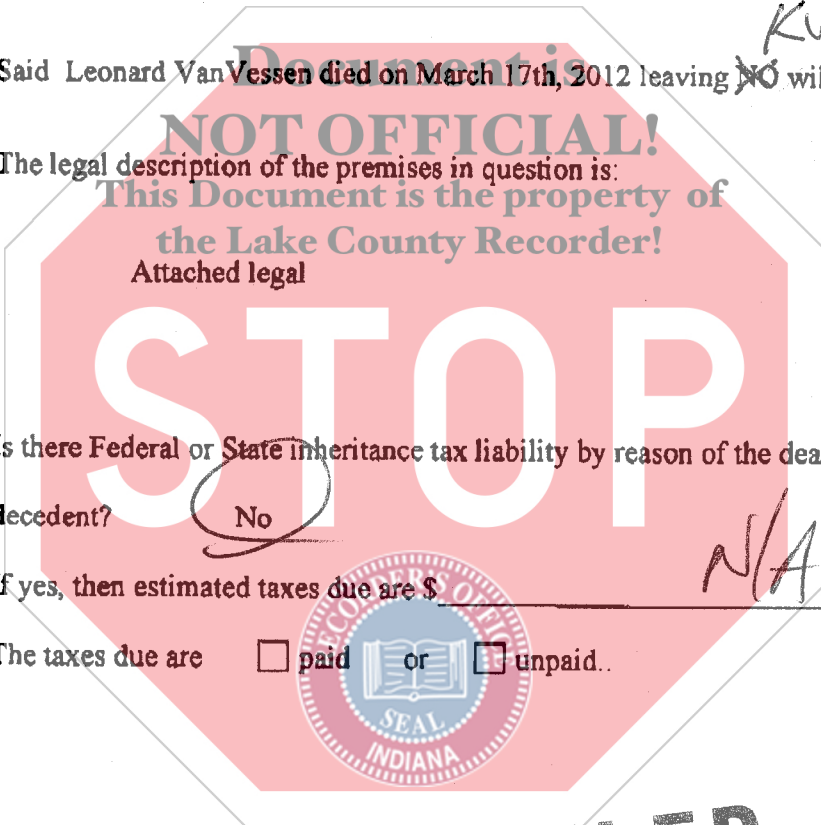 Document is
Said Leonard VanVessen died on March 17th, 2012 leaving NO wil
NOT OFFICIAL!
The legal description of the premises in question is:
This Document is the property of
the Lake County Recorder!
Attached legal
STOP
s there Federal or State inheritance tax liability by reason of the dea
decedent? No
N/A
f yes, then estimated taxes due are $
The taxes due are paid or unpaid..
RECORDER'S OFFICE
SEAL
INDIANA